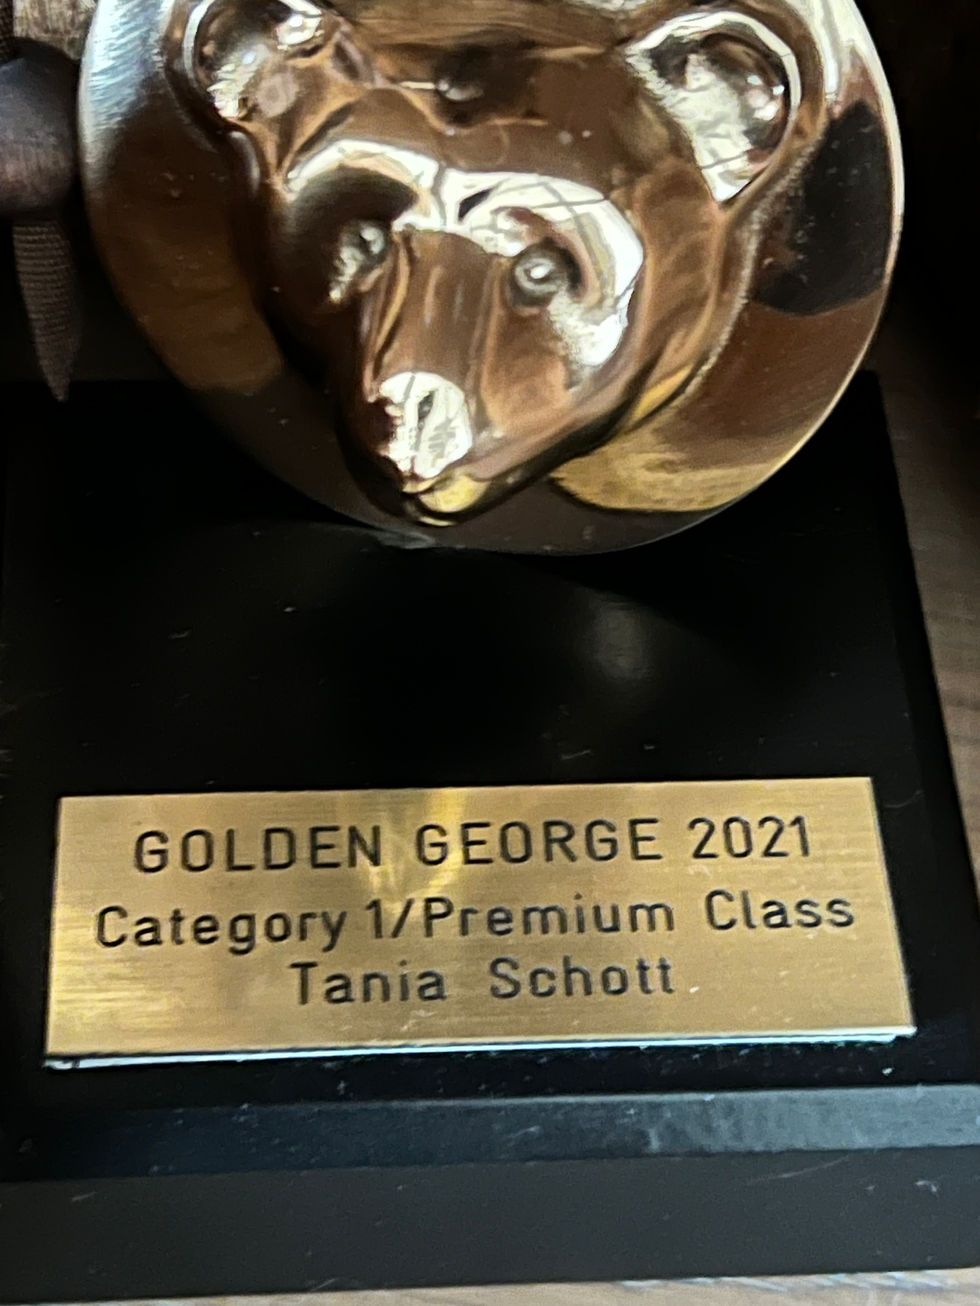 GOLDEN GEORGE 2021
Category 1/Premium Class
Tania Schott